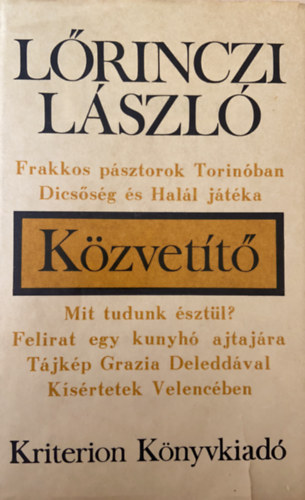 LŐRINCZI
LÁSZLÓ
Frakkos pásztorok Torinóban
Dicsőség és Halál játéka
Közvetítő
Mit tudunk észtül?
Felirat egy kunyhó ajtajára
Tájkép Grazia Deleddával
Kísértetek Velencében
Kriterion Könyvkiadó